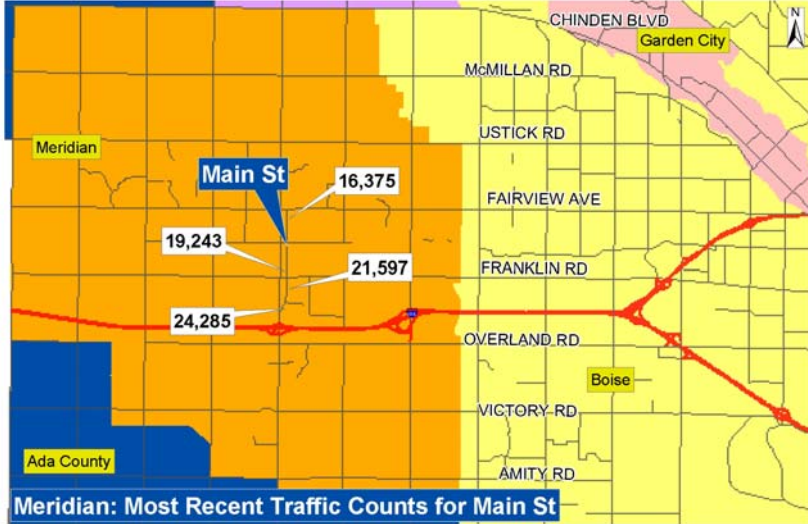 CHINDEN BLVD
N
Garden City
McMILLAN RD
USTICK RD
Meridian
Main St
16,375
FAIRVIEW AVE
19,243
21,597
FRANKLIN RD
24,285
OVERLAND RD
Boise
VICTORY RD
Ada County
AMITY RD
Meridian: Most Recent Traffic Counts for Main St